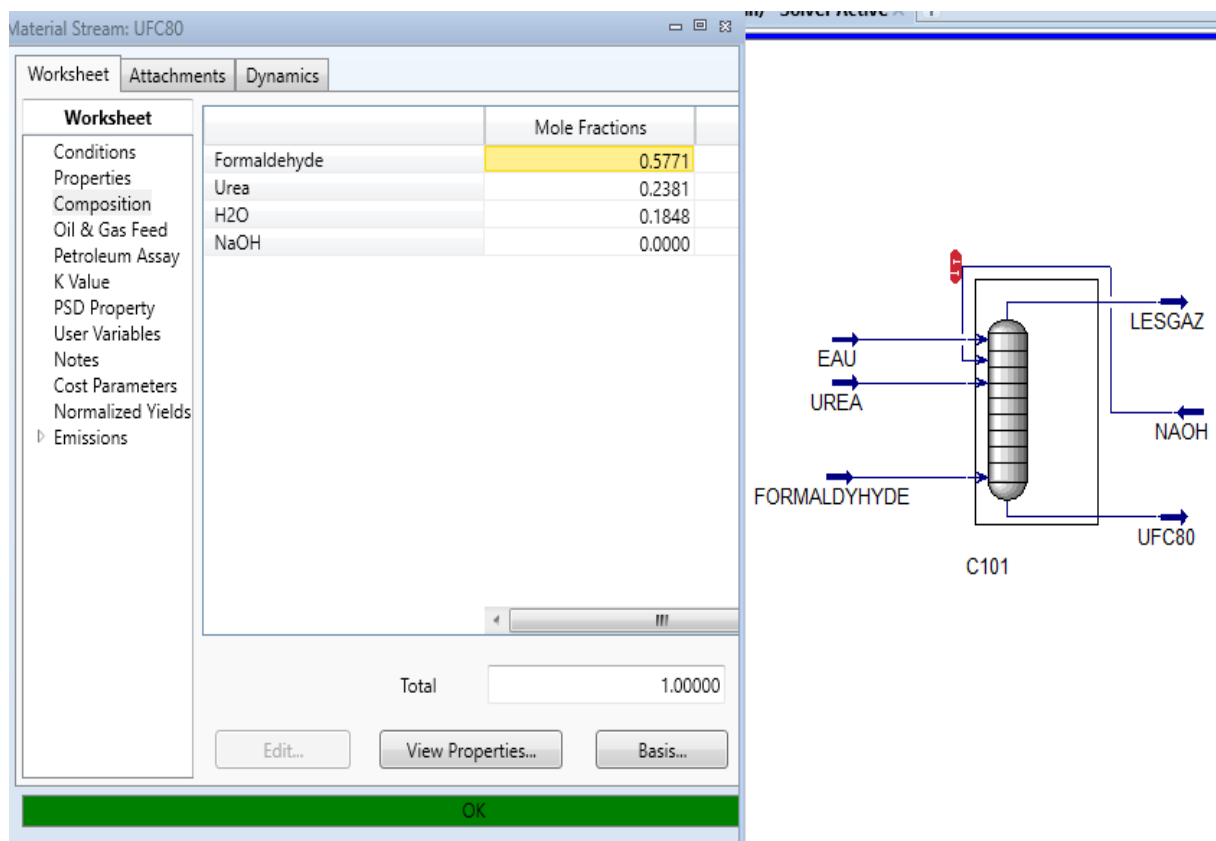 Material Stream: UFC80
Worksheet Attachments Dynamics
Worksheet
Conditions
Properties
Composition
Oil & Gas Feed
Petroleum Assay
K Value
PSD Property
User Variables
Notes
Cost Parameters
Normalized Yields
Emissions
Mole Fractions
Formaldehyde 0.5771
Urea 0.2381
H2O 0.1848
NaOH 0.0000
Total 1.00000
Edit... View Properties... Basis...
OK
Solver Active
LESGAZ
EAU
UREA
NAOH
FORMALDYHYDE
UFC80
C101